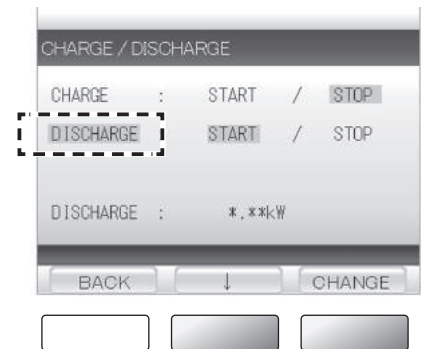 CHARGE / DISCHARGE
CHARGE : START / STOP
DISCHARGE START / STOP
DISCHARGE : *.**kW
BACK ↓ CHANGE